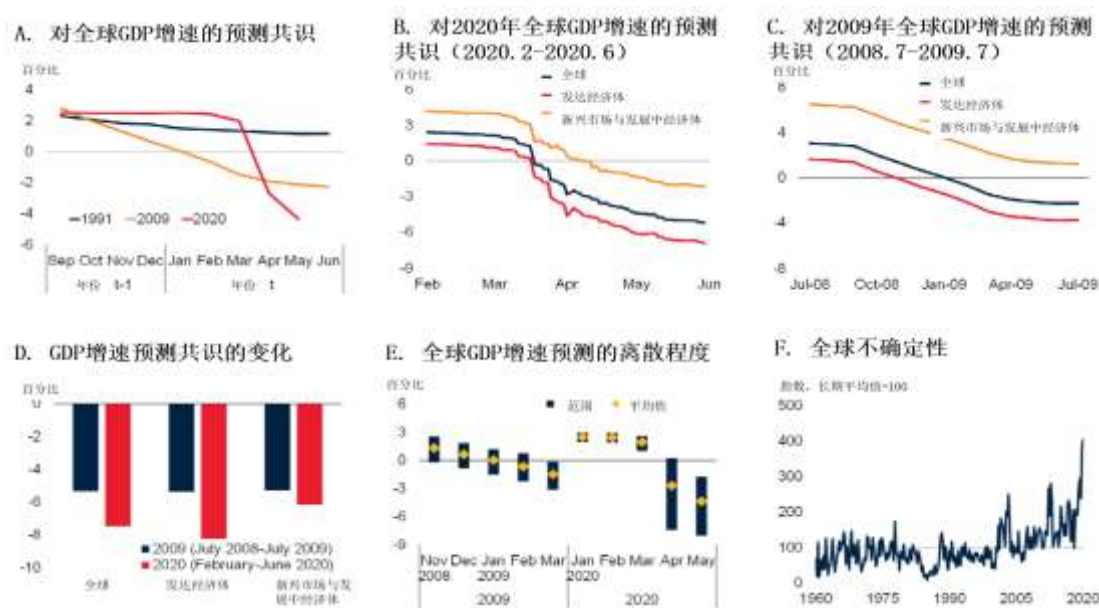 A. 对全球GDP增速的预测共识
百分比
4
2
0
-2
-4
-6
1991 2009 2020
Sep Oct Nov Dec Jan Feb Mar Apr May Jun
年份 t-1 年份 t
B. 对2020年全球GDP增速的预测
共识（2020.2-2020.6）
百分比
6
3
0
-3
-6
-9
全球
发达经济体
新兴市场与发展中经济体
Feb Mar Apr May Jun
C. 对2009年全球GDP增速的预测
共识（2008.7-2009.7）
百分比
8
4
0
-4
-8
全球
发达经济体
新兴市场与发展中经济体
Jul-08 Oct-08 Jan-09 Apr-09 Jul-09
D. GDP增速预测共识的变化
百分比
0
-2
-4
-6
-8
-10
2009 (July 2008-July 2009)
2020 (February-June 2020)
全球 发达经济体 新兴市场与发
展中经济体
E. 全球GDP增速预测的离散程度
百分比
6
3
0
-3
-6
-9
范围 平均值
Nov Dec Jan Feb Mar Jan Feb Mar Apr May
2008 2009 2020
2009 2020
F. 全球不确定性
指数，长期平均值=100
500
400
300
200
100
0
1960 1975 1990 2005 2020